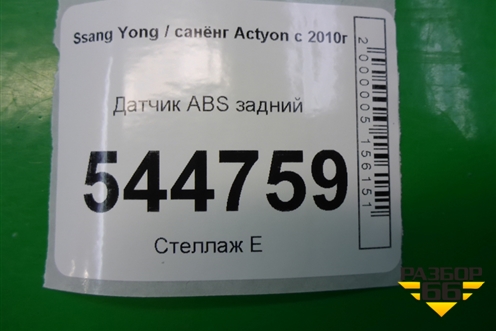 Ssang Yong / санёнг Actyon с 2010г
Датчик ABS задний
544759
Стеллаж Е
2000005156151
РАЗБОР
66